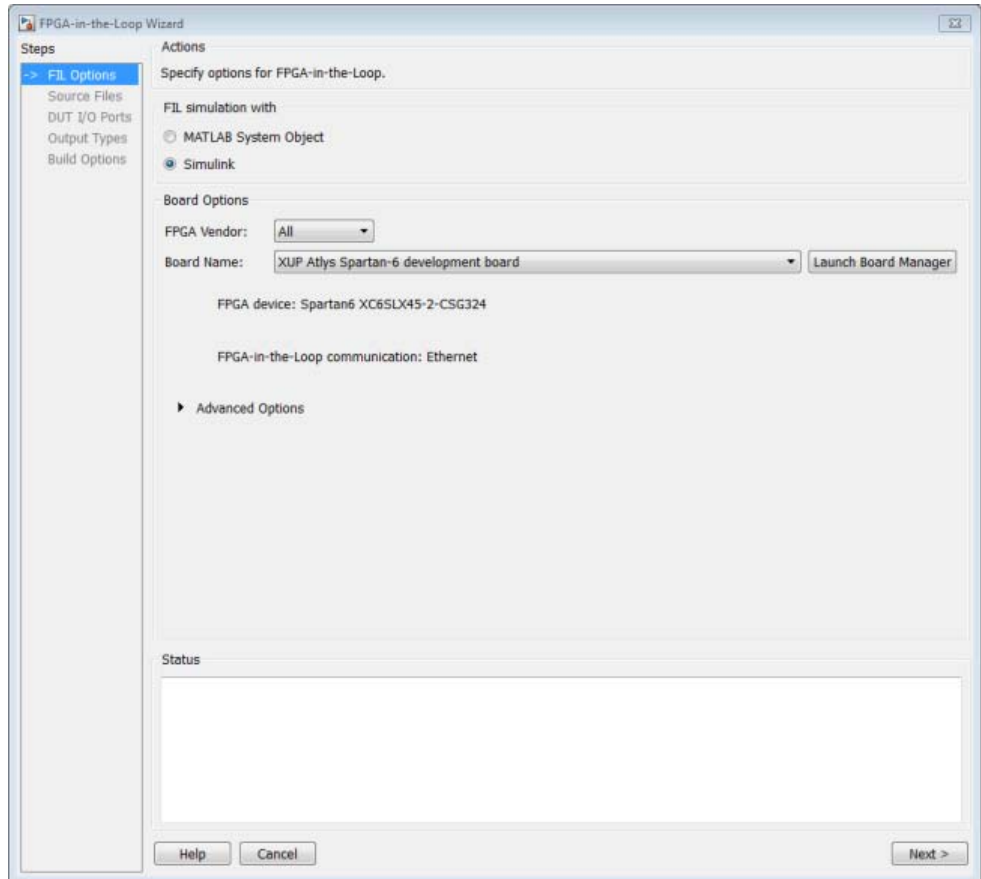 FPGA-in-the-Loop Wizard
Steps
-> FIL Options
Source Files
DUT I/O Ports
Output Types
Build Options
Actions
Specify options for FPGA-in-the-Loop.
FIL simulation with
MATLAB System Object
Simulink
Board Options
FPGA Vendor: All
Board Name: XUP Atlys Spartan-6 development board Launch Board Manager
FPGA device: Spartan6 XC6SLX45-2-CSG324
FPGA-in-the-Loop communication: Ethernet
Advanced Options
Status
Help Cancel Next >